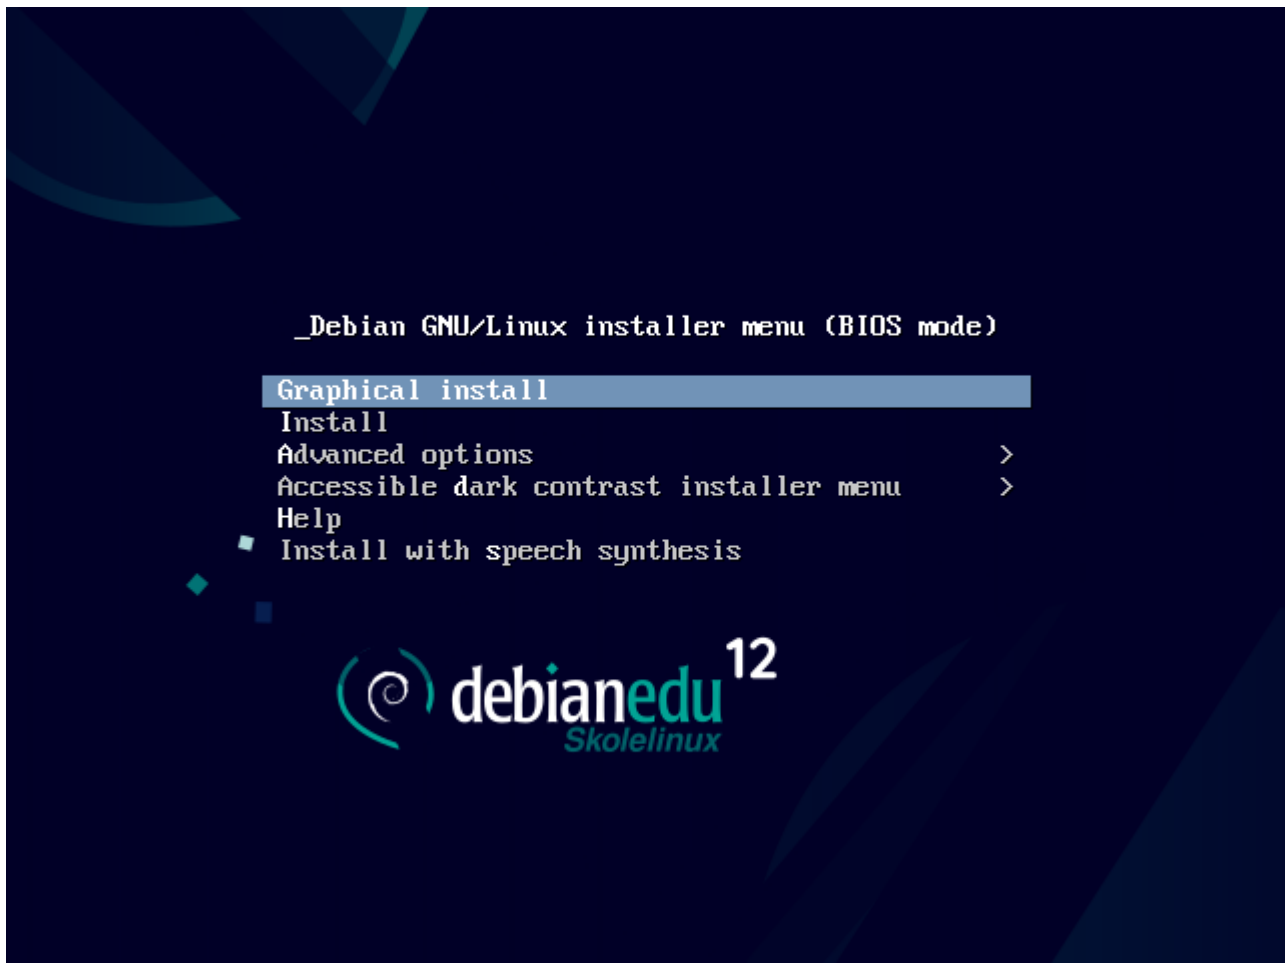 _Debian GNU/Linux installer menu (BIOS mode)
Graphical install
Install
Advanced options >
Accessible dark contrast installer menu >
Help
Install with speech synthesis
debianedu 12
Skolelinux